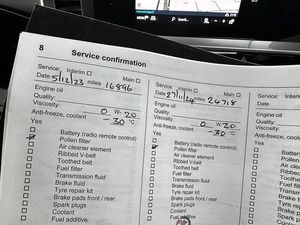 8
Service confirmation
Service: Interim Main
Date 5/12/23 miles 16896
Engine oil
Quality:
Viscosity: 0 W- 20
Anti-freeze, coolant -30 °C
Yes
Battery (radio remote control)
Pollen filter
Air cleaner element
Ribbed V-belt
Toothed belt
Fuel filter
Transmission fluid
Brake fluid
Tyre repair kit
Brake pads front / rear
Spark plugs
Coolant
Fuel additive
Service: Interim Main
Date 27/11/24 miles 24718
Engine oil
Quality:
Viscosity: 0 W- 20
Anti-freeze, coolant -30 °C
Yes
Battery (radio remote control)
Pollen filter
Air cleaner element
Ribbed V-belt
Toothed belt
Fuel filter
Transmission fluid
Brake fluid
Tyre repair kit
Brake pads front / rear
Spark plugs
Coolant
Fuel additive